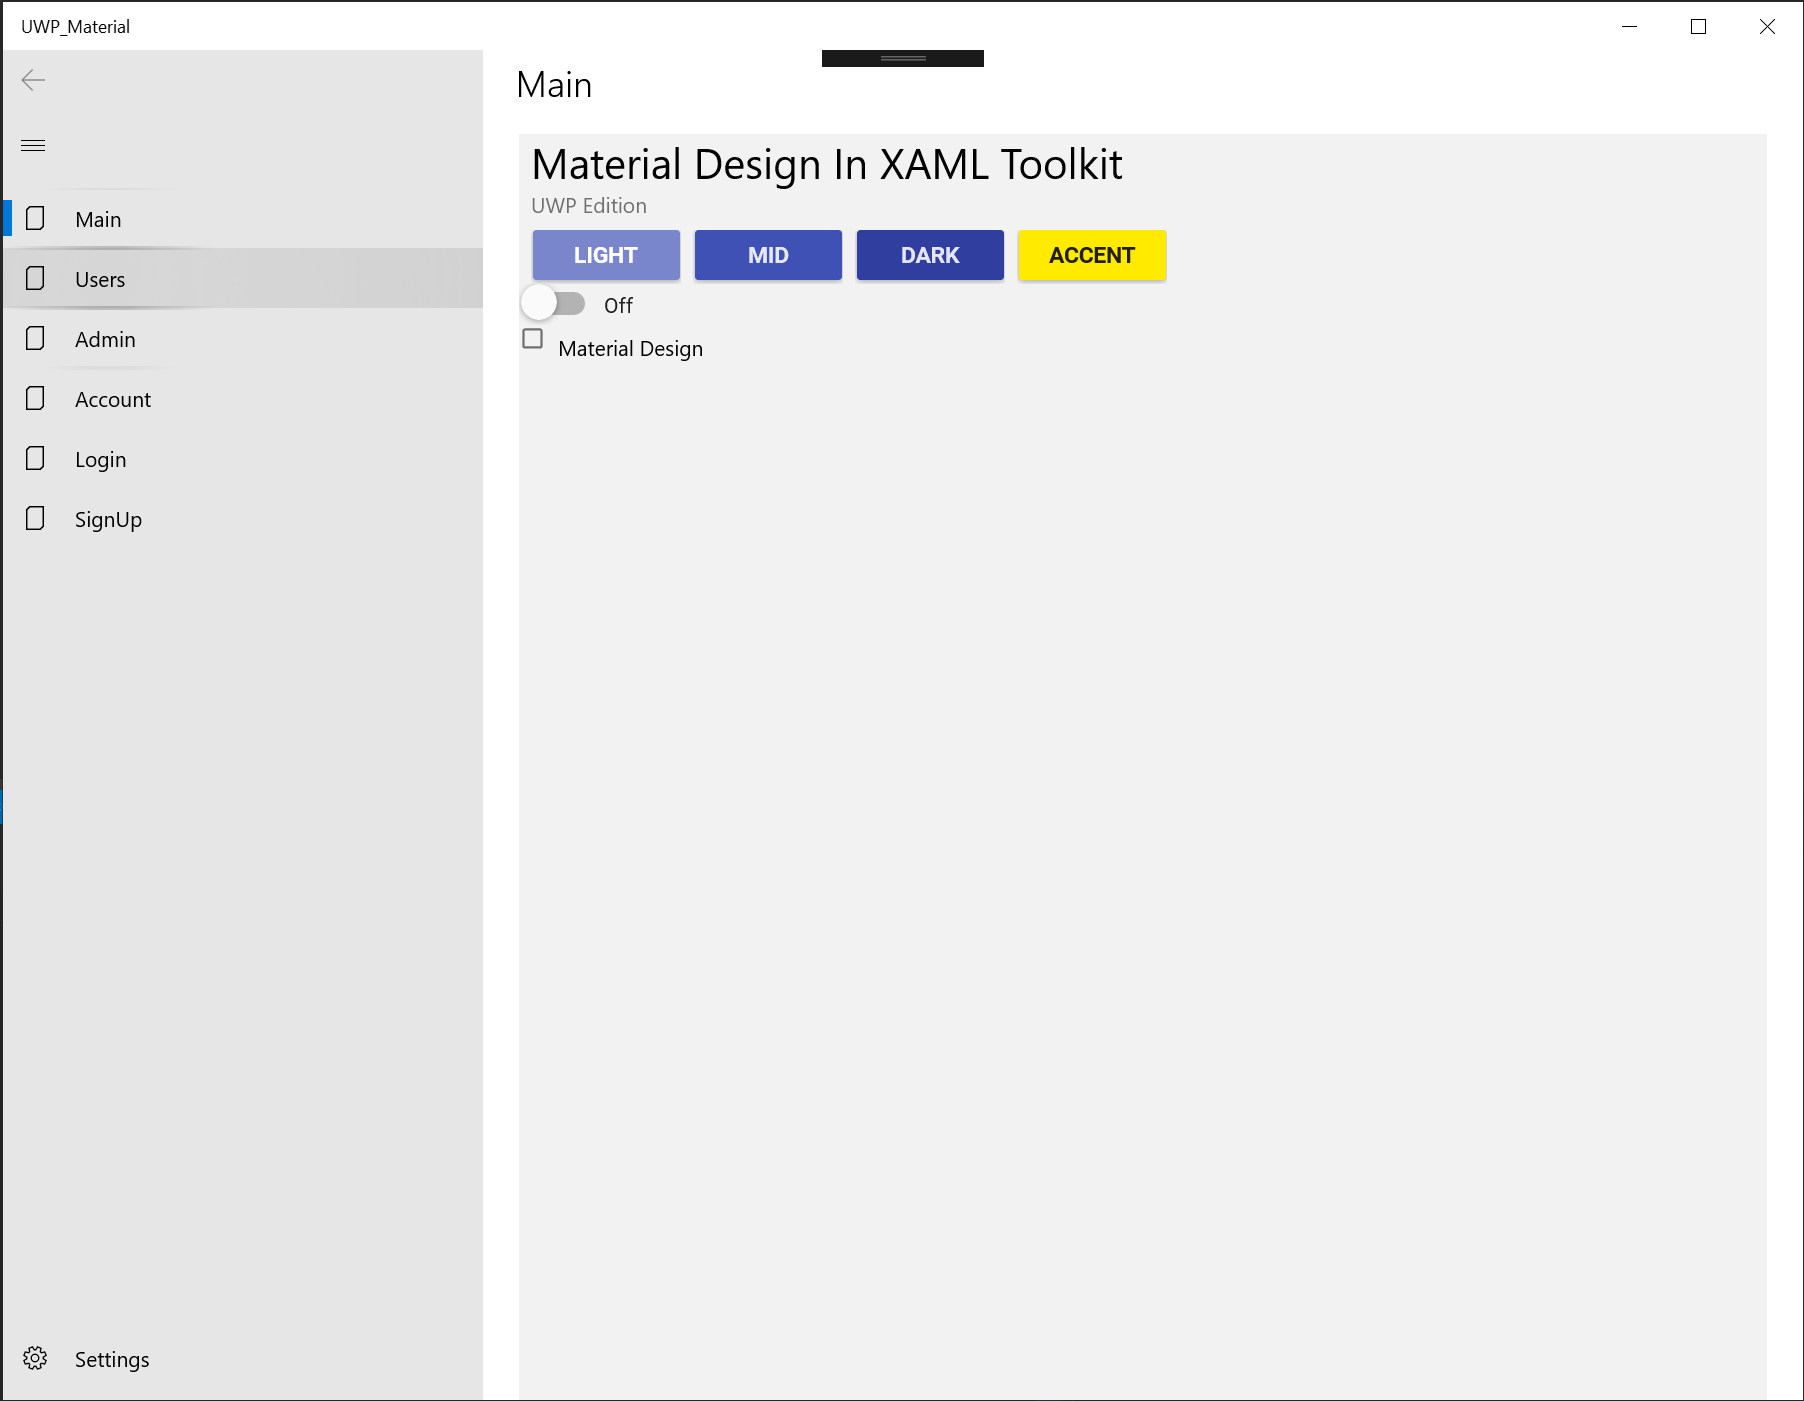 UWP_Material
Main
Users
Admin
Account
Login
SignUp
Settings
Main
Material Design In XAML Toolkit
UWP Edition
LIGHT MID DARK ACCENT
Off
Material Design